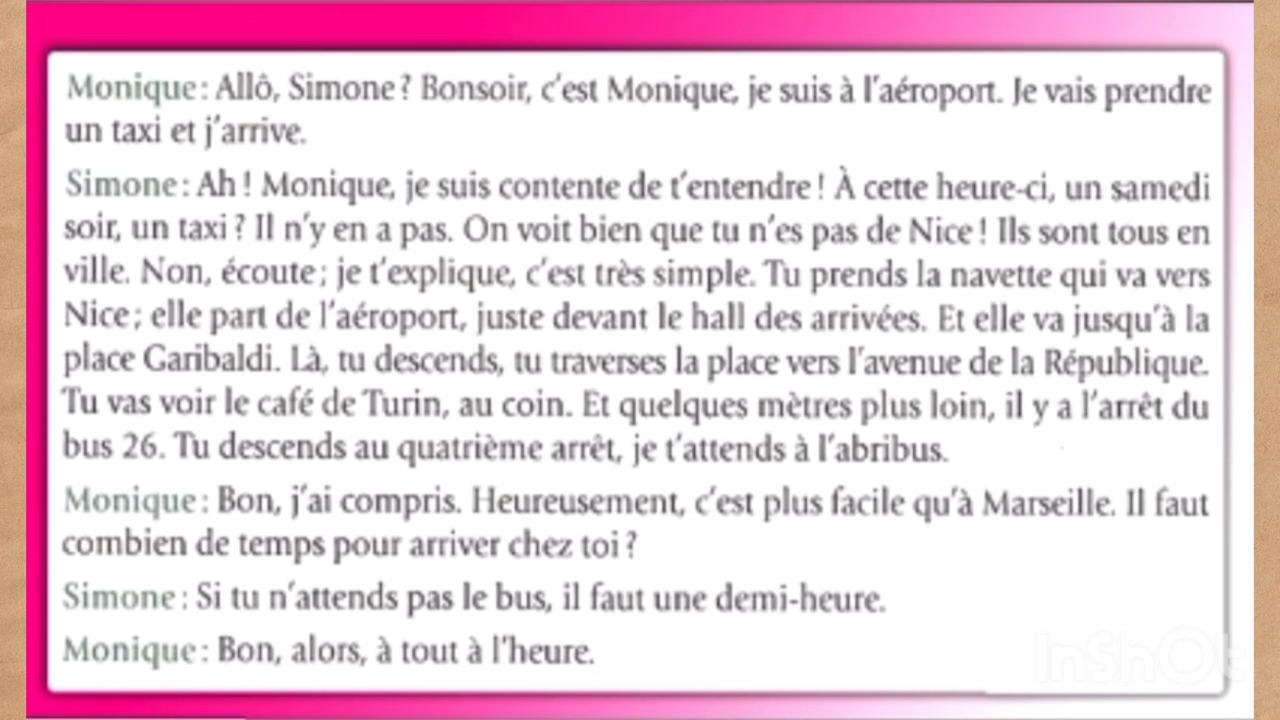 Monique : Allô, Simone ? Bonsoir, c'est Monique, je suis à l'aéroport. Je vais prendre
un taxi et j'arrive.
Simone : Ah ! Monique, je suis contente de t'entendre ! À cette heure-ci, un samedi
soir, un taxi ? Il n'y en a pas. On voit bien que tu n'es pas de Nice ! Ils sont tous en
ville. Non, écoute ; je t'explique, c'est très simple. Tu prends la navette qui va vers
Nice ; elle part de l'aéroport, juste devant le hall des arrivées. Et elle va jusqu'à la
place Garibaldi. Là, tu descends, tu traverses la place vers l'avenue de la République.
Tu vas voir le café de Turin, au coin. Et quelques mètres plus loin, il y a l'arrêt du
bus 26. Tu descends au quatrième arrêt, je t'attends à l'abribus.
Monique : Bon, j'ai compris. Heureusement, c'est plus facile qu'à Marseille. Il faut
combien de temps pour arriver chez toi ?
Simone : Si tu n'attends pas le bus, il faut une demi-heure.
Monique : Bon, alors, à tout à l'heure.
InShOt